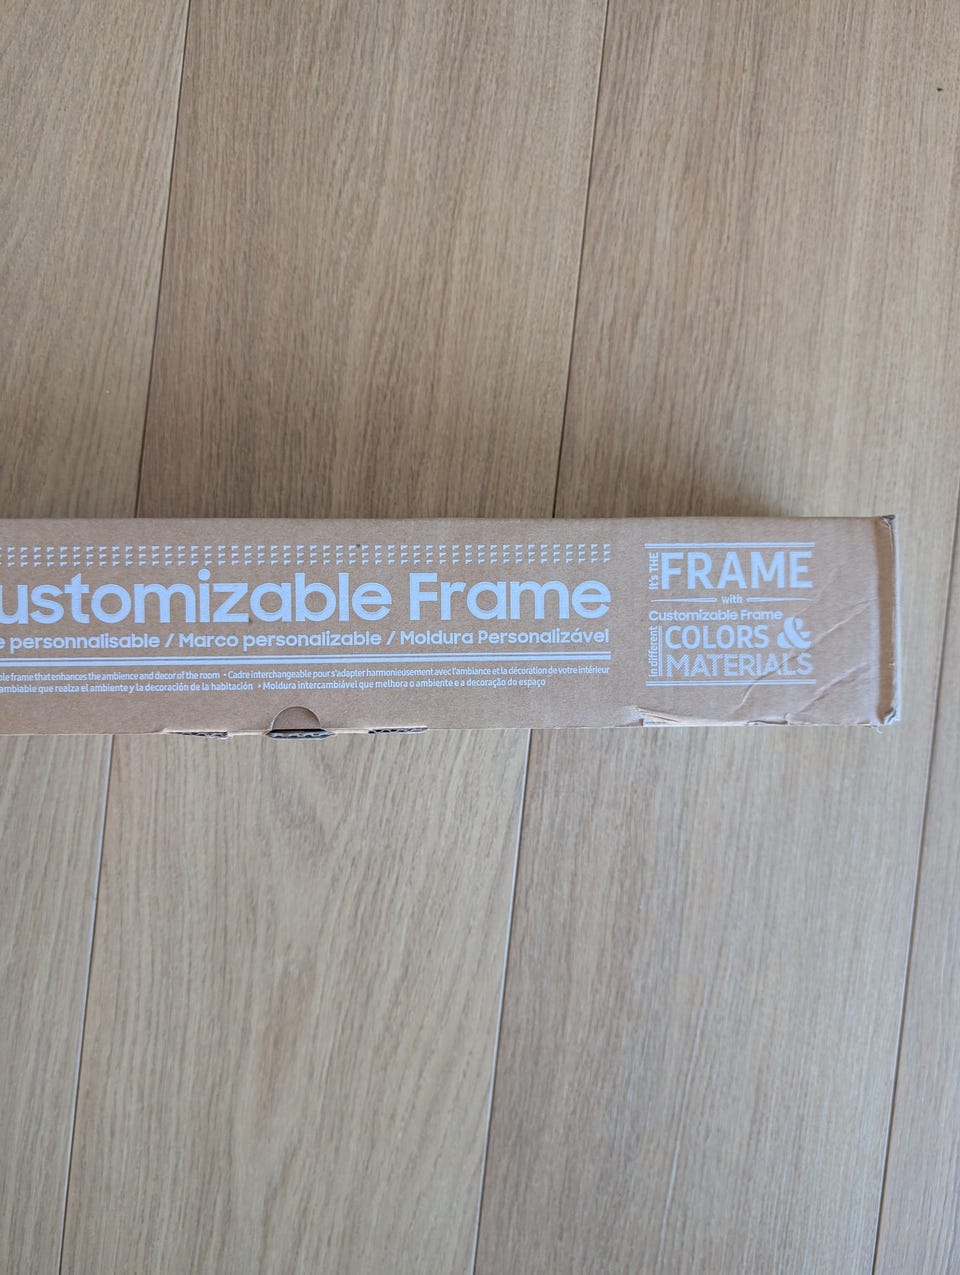 ustomizable Frame
e personnalisable / Marco personalizable / Moldura Personalizável
ble frame that enhances the ambience and decor of the room • Cadre interchangeable pour s'adapter harmonieusement avec l'ambiance et la décoration de votre intérieur
ambiable que realza el ambiente y la decoración de la habitación • Moldura intercambiável que melhora o ambiente e a decoração do espaço
It's THE
FRAME
with
Customizable Frame
in different
COLORS &
MATERIALS